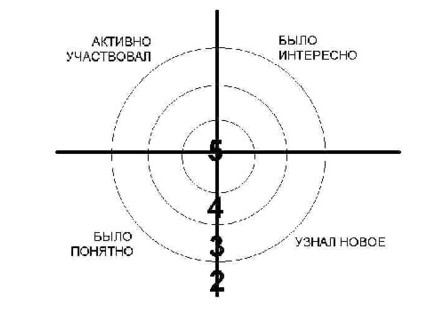 АКТИВНО
УЧАСТВОВАЛ
БЫЛО
ИНТЕРЕСНО
5
4
3
2
БЫЛО
ПОНЯТНО
УЗНАЛ НОВОЕ